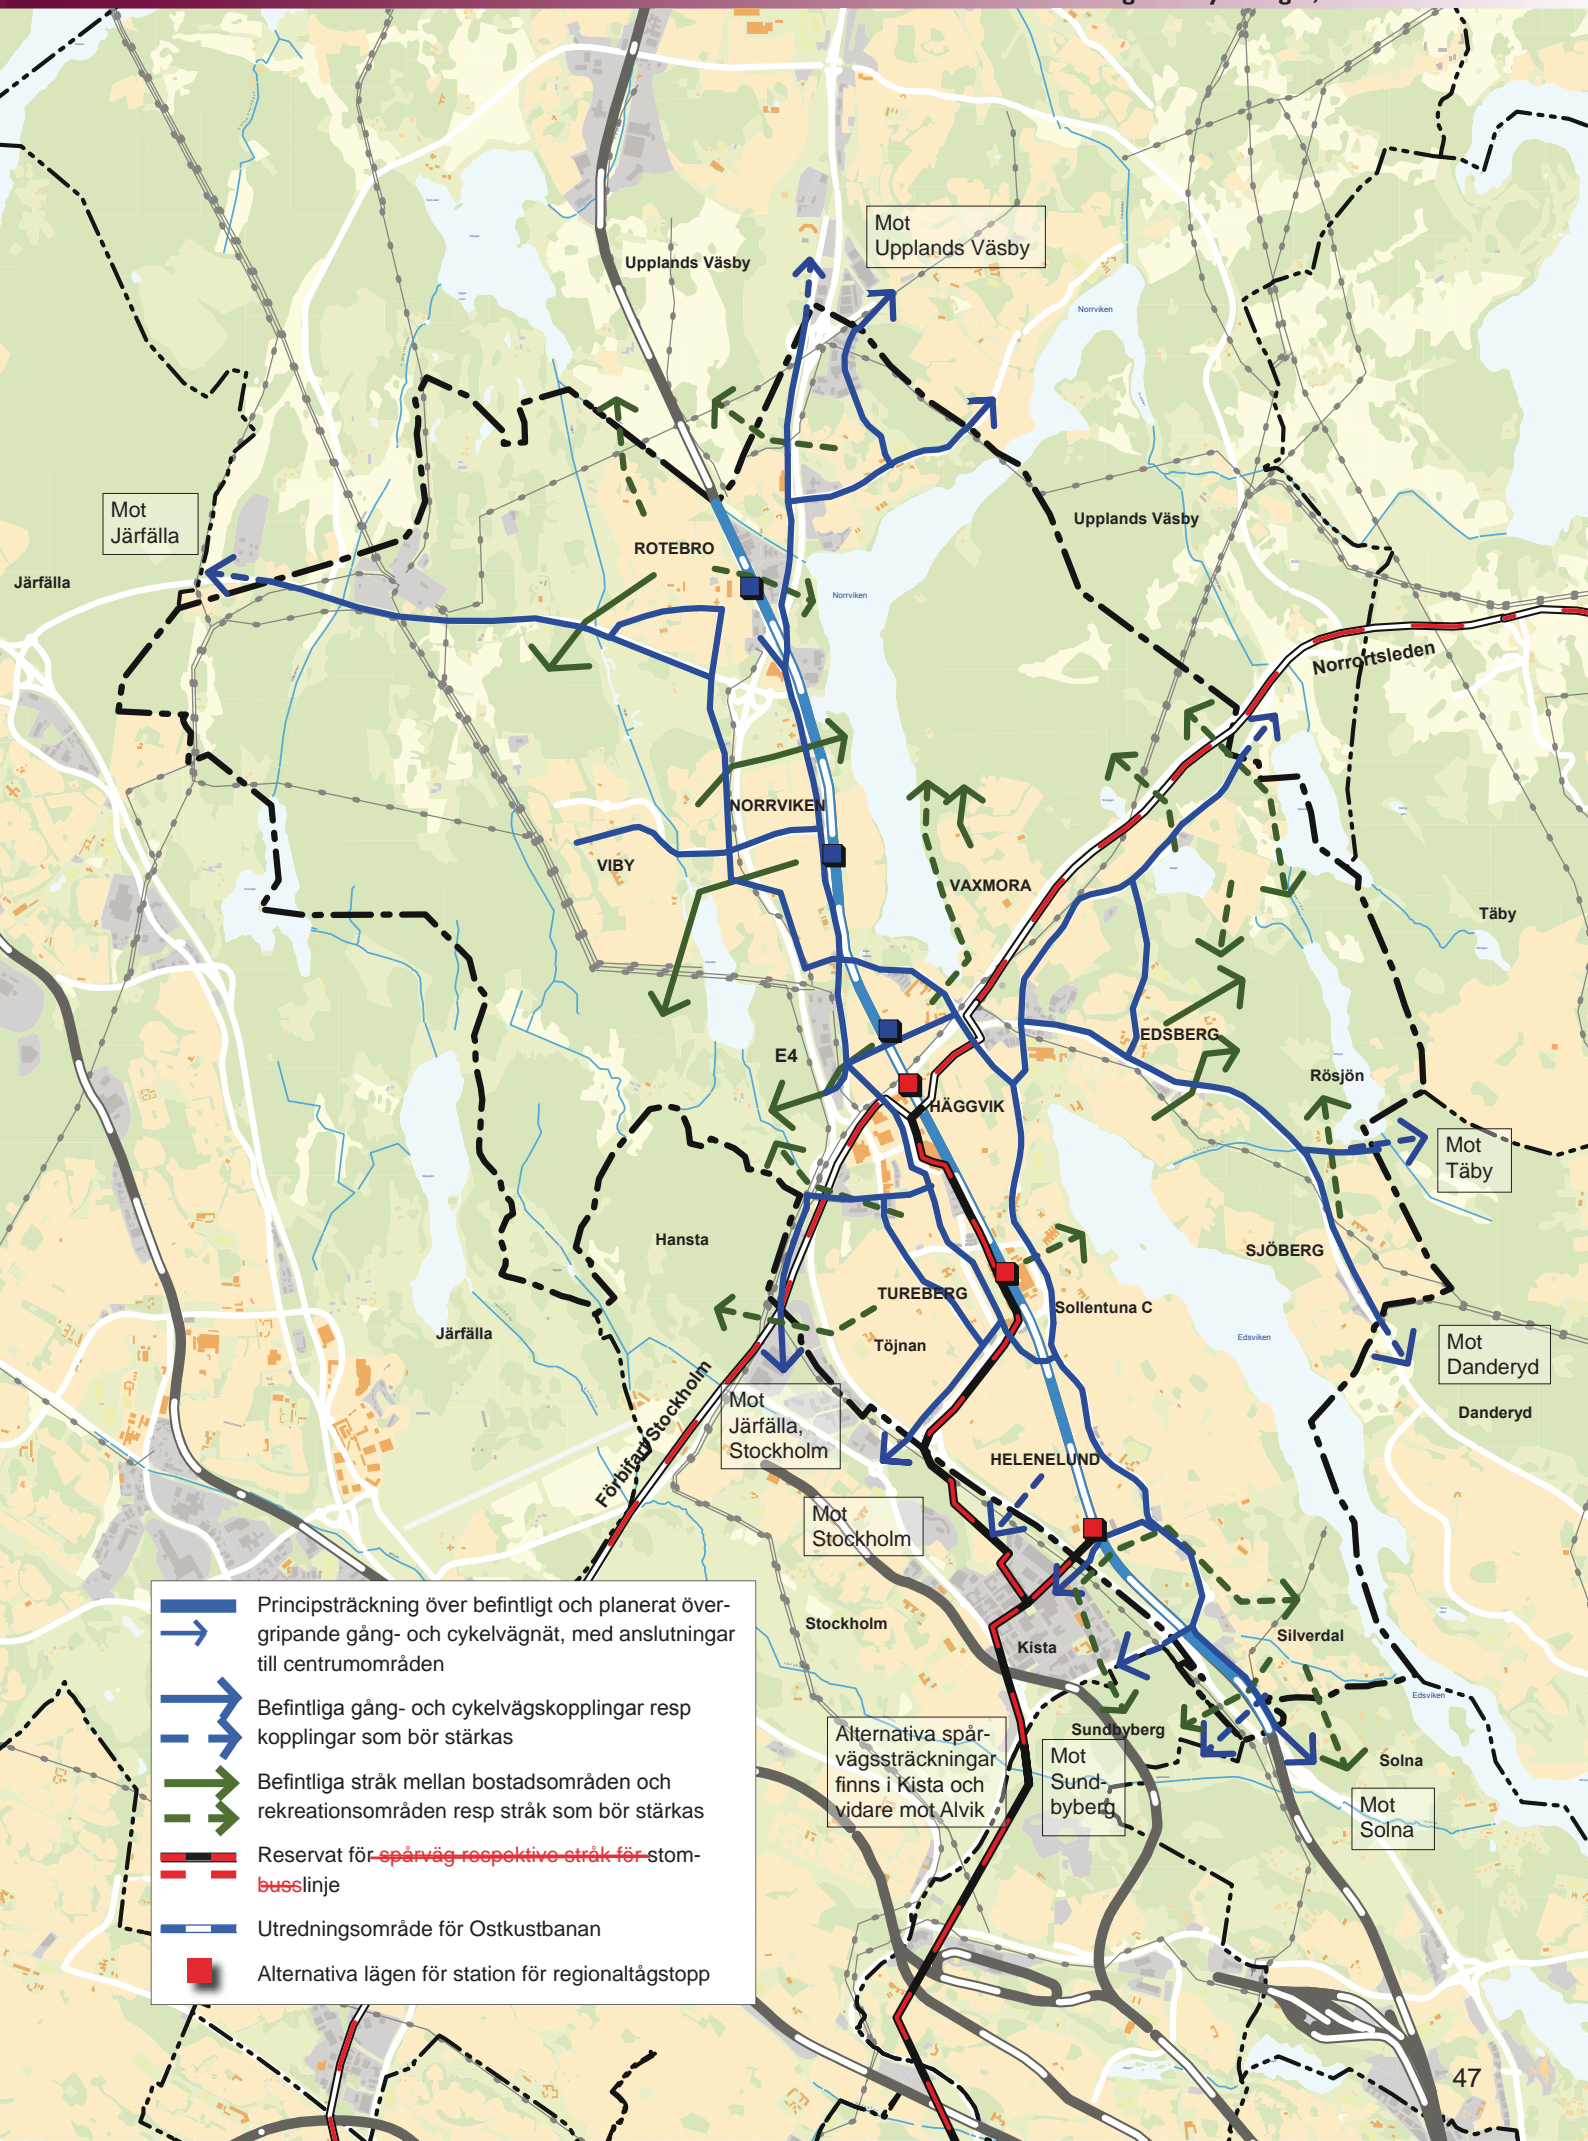 Mot
Upplands Väsby
Upplands Väsby
Norrviken
Mot
Järfälla
Järfälla
ROTEBRO
Upplands Väsby
Norrviken
Norrortsleden
NORRVIKEN
VIBY
VAXMORA
Täby
E4
EDSBERG
Rösjön
HÄGGVIK
Mot
Täby
Hansta
SJÖBERG
TUREBERG
Sollentuna C
Järfälla
Töjnan
Edsviken
Mot
Danderyd
Danderyd
Förbifart Stockholm
Mot
Järfälla,
Stockholm
HELENELUND
Mot
Stockholm
Stockholm
Kista
Silverdal
Edsviken
Sundbyberg
Solna
Alternativa spår-
vägssträckningar
finns i Kista och
vidare mot Alvik
Mot
Sund-
byberg
Mot
Solna
Principsträckning över befintligt och planerat över-
gripande gång- och cykelvägnät, med anslutningar
till centrumområden
Befintliga gång- och cykelvägskopplingar resp
kopplingar som bör stärkas
Befintliga stråk mellan bostadsområden och
rekreationsområden resp stråk som bör stärkas
Reservat för spårväg respektive stråk för stom-
busslinje
Utredningsområde för Ostkustbanan
Alternativa lägen för station för regionaltågstopp
47